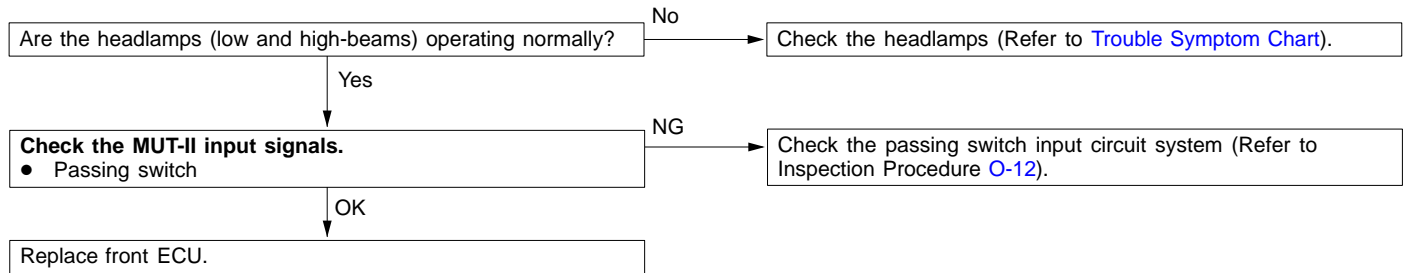 No
Are the headlamps (low and high-beams) operating normally?
Check the headlamps (Refer to Trouble Symptom Chart).
Yes
Check the MUT-II input signals.
● Passing switch
NG
Check the passing switch input circuit system (Refer to
Inspection Procedure O-12).
OK
Replace front ECU.